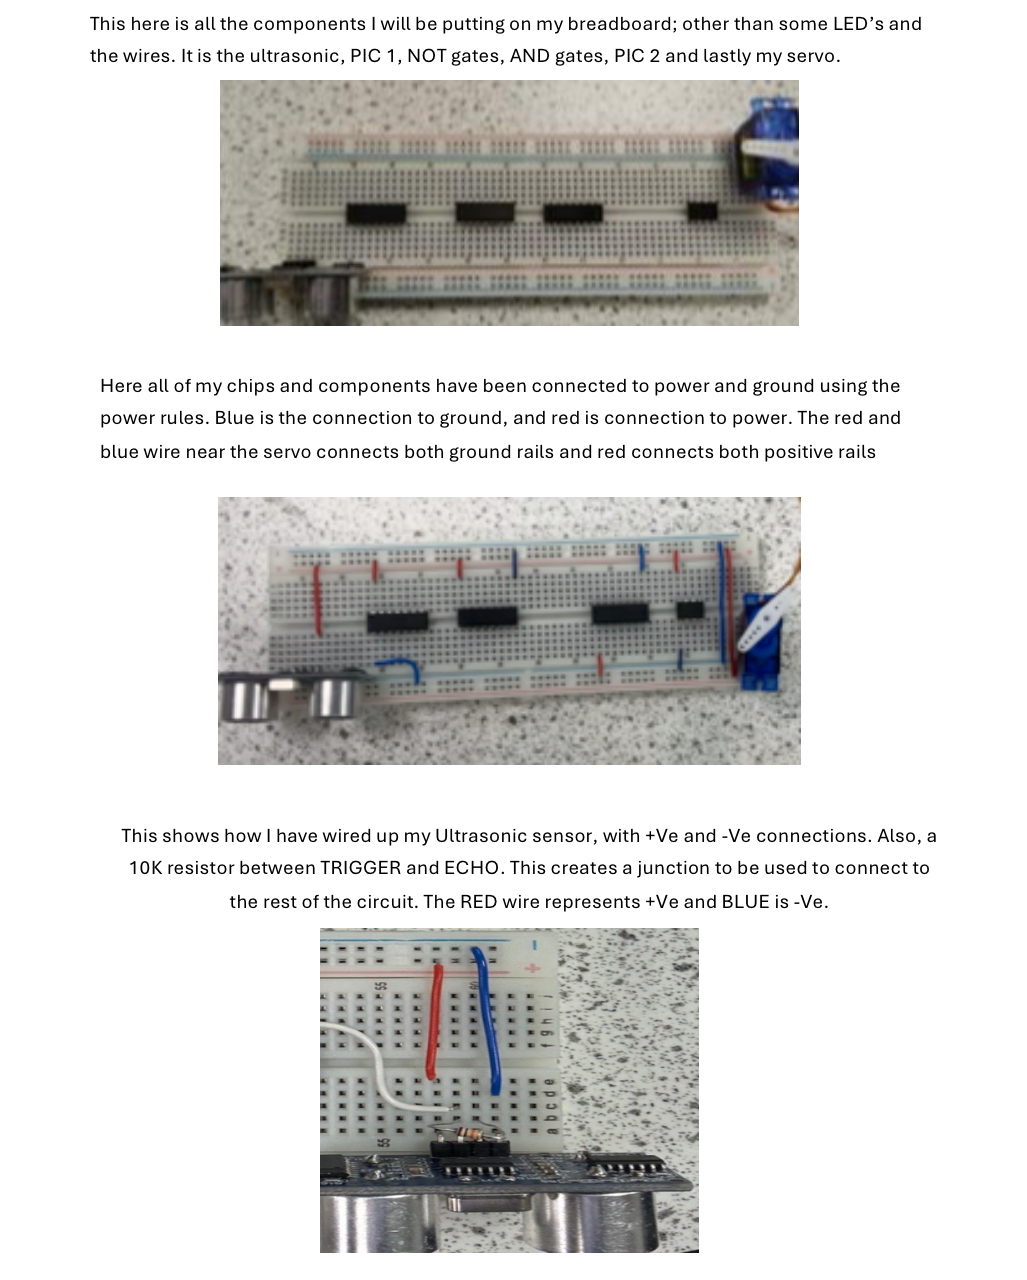 This here is all the components I will be putting on my breadboard; other than some LED’s and
the wires. It is the ultrasonic, PIC 1, NOT gates, AND gates, PIC 2 and lastly my servo.
Here all of my chips and components have been connected to power and ground using the
power rules. Blue is the connection to ground, and red is connection to power. The red and
blue wire near the servo connects both ground rails and red connects both positive rails
This shows how I have wired up my Ultrasonic sensor, with +Ve and -Ve connections. Also, a
10K resistor between TRIGGER and ECHO. This creates a junction to be used to connect to
the rest of the circuit. The RED wire represents +Ve and BLUE is -Ve.
-
+
55 60
f g h i j
a b c d e
55